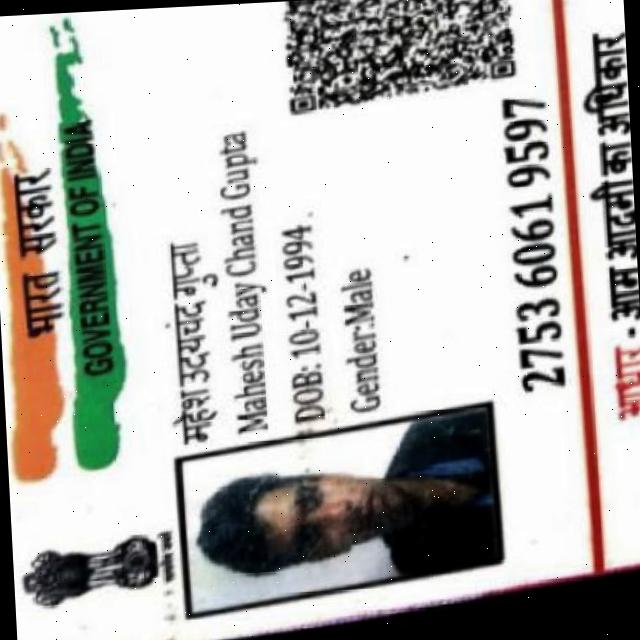 भारत सरकार
GOVERNMENT OF INDIA
महेश उदयचंद गुप्ता
Mahesh Uday Chand Gupta
DOB: 10-12-1994
Gender:Male
2753 6061 9597
आधार - आम आदमी का अधिकार